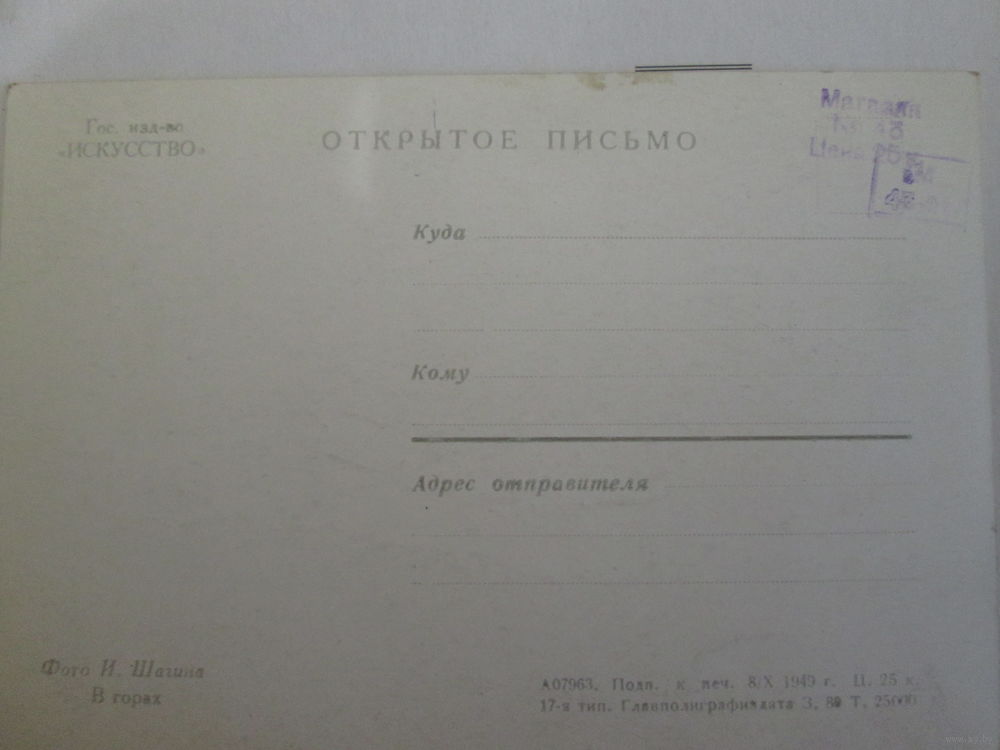 Гос. изд-во
«ИСКУССТВО»
ОТКРЫТОЕ ПИСЬМО
Магазин
Цена
Куда
Кому
Адрес отправителя
Фото И. Шагина
В горах
А07963. Подп. к печ. 8/X 1949 г. Ц. 25 к.
17-я тип. Главполиграфиздата З. 89 Т. 25000